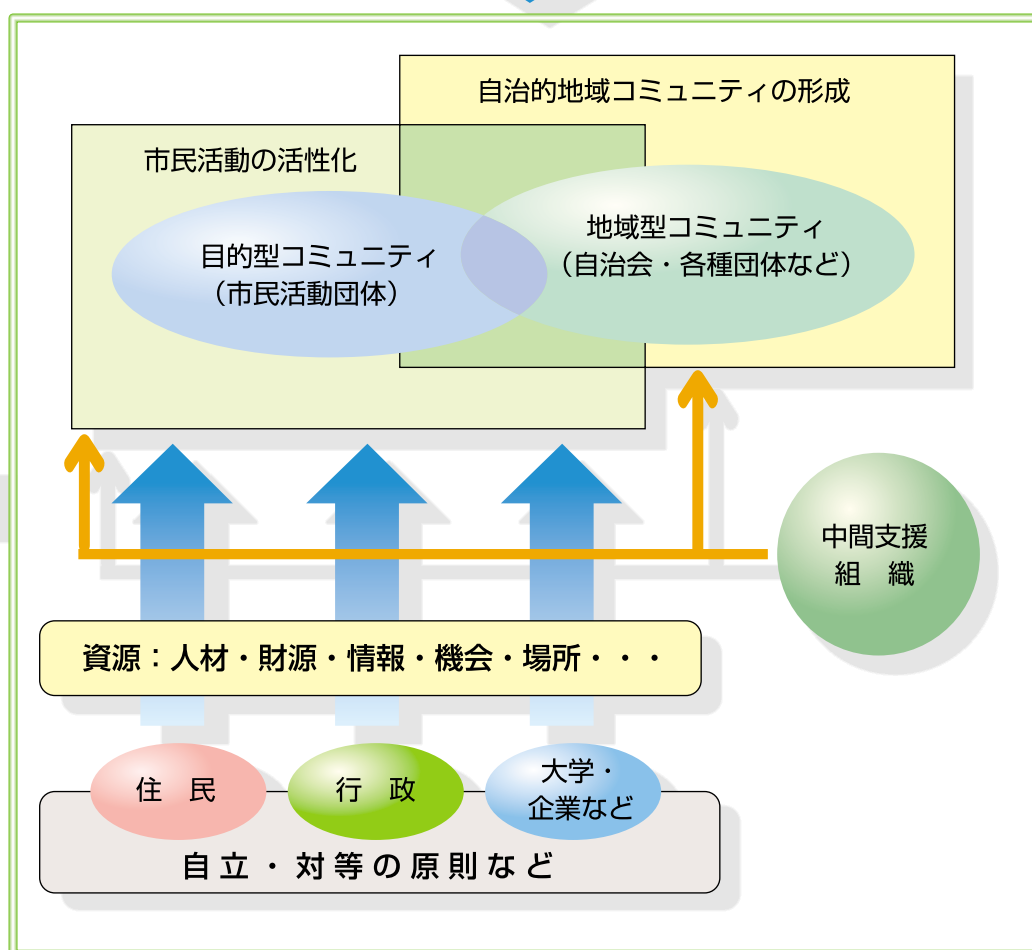 自治的地域コミュニティの形成
市民活動の活性化
地域型コミュニティ
（自治会・各種団体など）
目的型コミュニティ
（市民活動団体）
中間支援
組　織
資源：人材・財源・情報・機会・場所・・・
住　民
行　政
大学・
企業など
自立・対等の原則など